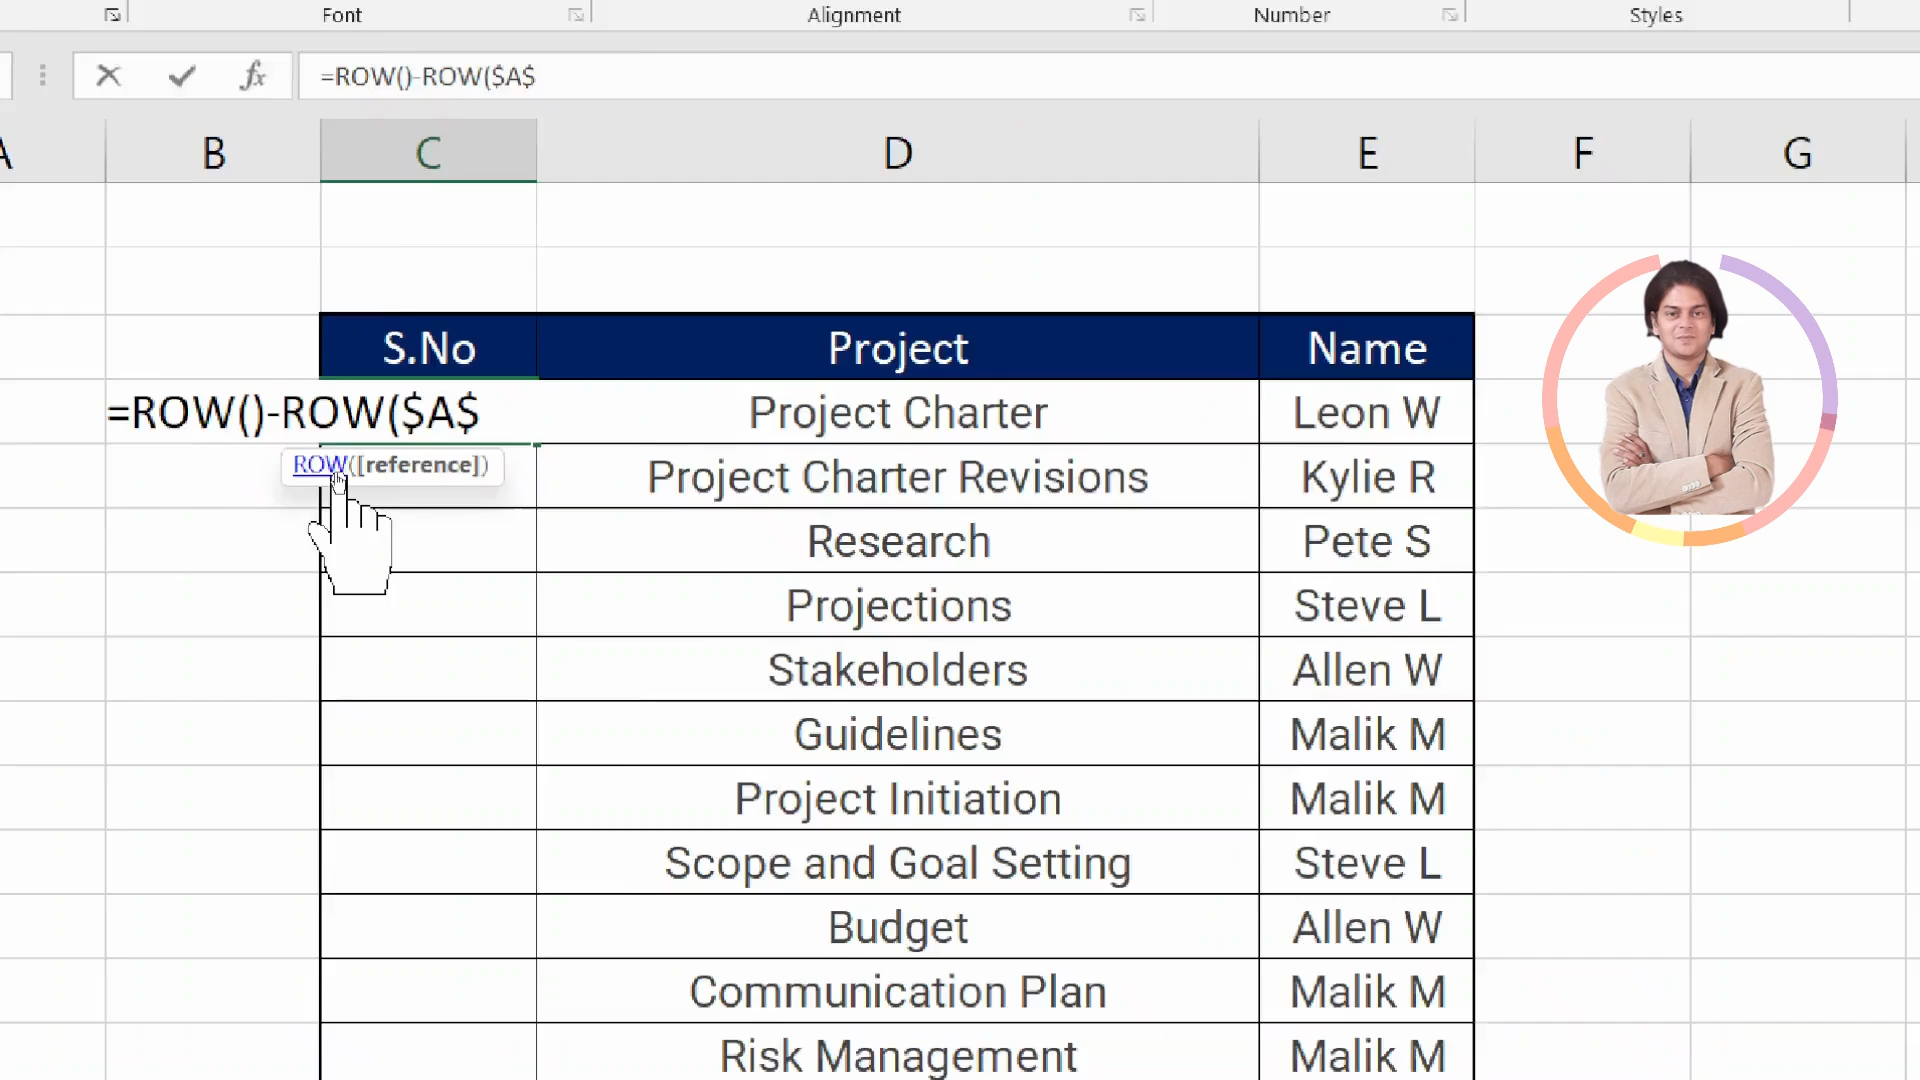 Font Alignment Number Styles
fx =ROW()-ROW($A$
A B C D E F G
S.No Project Name
=ROW()-ROW($A$ Project Charter Leon W
ROW([reference])
Project Charter Revisions Kylie R
Research Pete S
Projections Steve L
Stakeholders Allen W
Guidelines Malik M
Project Initiation Malik M
Scope and Goal Setting Steve L
Budget Allen W
Communication Plan Malik M
Risk Management Malik M